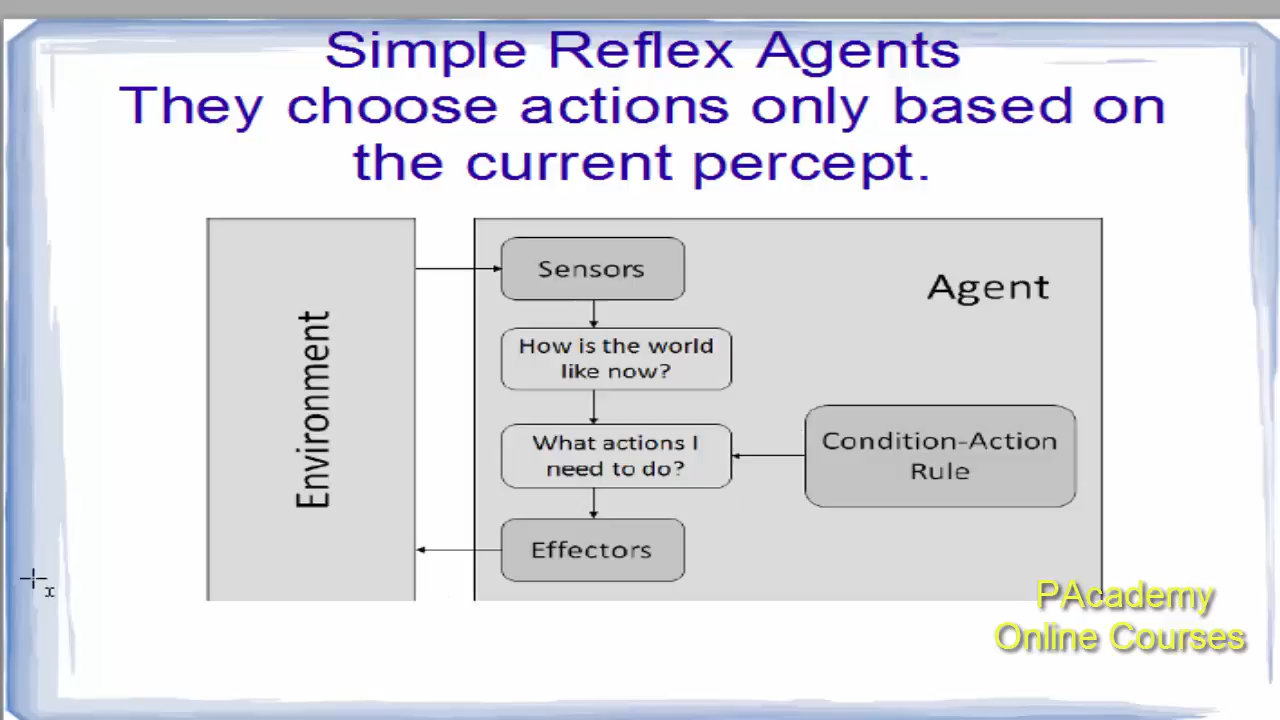 Simple Reflex Agents
They choose actions only based on
the current percept.
Environment
Sensors
Agent
How is the world
like now?
What actions I
need to do?
Condition-Action
Rule
Effectors
PAcademy
Online Courses
x